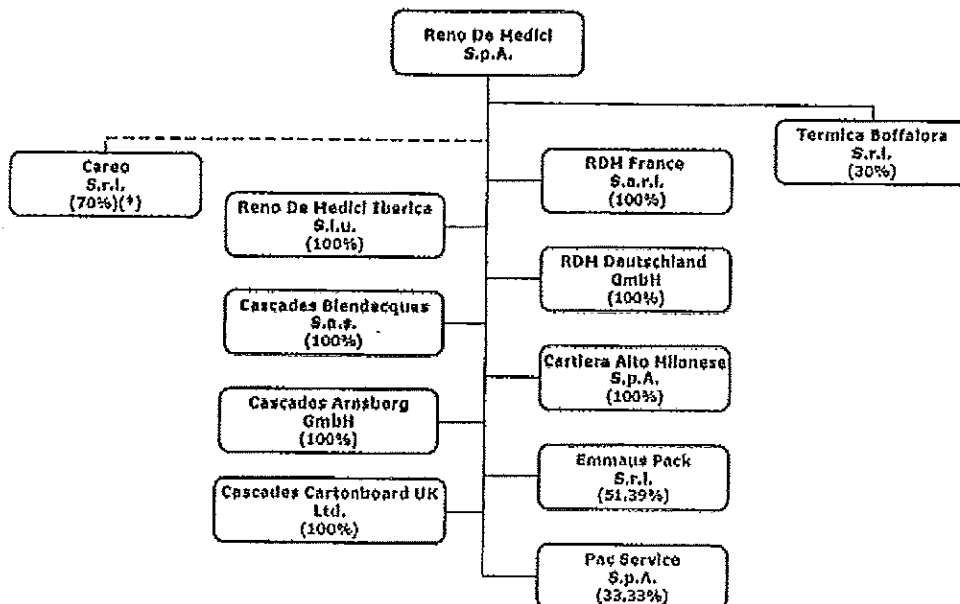 Reno De Medici
S.p.A.
Careo
S.r.l.
(70%)(*)
Termica Boffalora
S.r.l.
(30%)
RDM France
S.a.r.l.
(100%)
Reno De Medici Iberica
S.l.u.
(100%)
RDM Deutschland
GmbH
(100%)
Cascades Blendecques
S.a.s.
(100%)
Cartiera Alto Milanese
S.p.A.
(100%)
Cascades Arnsberg
GmbH
(100%)
Emmaus Pack
S.r.l.
(51,39%)
Cascades Cartonboard UK
Ltd.
(100%)
Pac Service
S.p.A.
(33,33%)